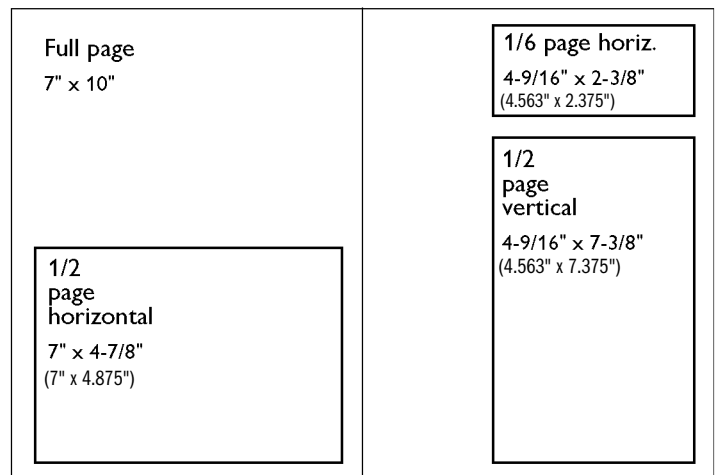 Full page
7" x 10"
1/2
page
horizontal
7" x 4-7/8"
(7" x 4.875")
1/6 page horiz.
4-9/16" x 2-3/8"
(4.563" x 2.375")
1/2
page
vertical
4-9/16" x 7-3/8"
(4.563" x 7.375")